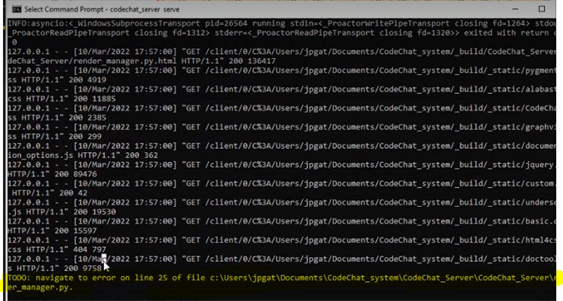 Select Command Prompt - codechat_server serve
INFO:asyncio:<_WindowsSubprocessTransport pid=26564 running stdin=<_ProactorWritePipeTransport closing fd=1264> stdou
_ProactorReadPipeTransport closing fd=1312> stderr=<_ProactorReadPipeTransport closing fd=1320>> exited with return c
0
127.0.0.1 - - [10/Mar/2022 17:57:00] "GET /client/0/C%3A/Users/jpgat/Documents/CodeChat_system/_build/CodeChat_Server
deChat_Server/render_manager.py.html HTTP/1.1" 200 136417
127.0.0.1 - - [10/Mar/2022 17:57:00] "GET /client/0/C%3A/Users/jpgat/Documents/CodeChat_system/_build/_static/pygment
ss HTTP/1.1" 200 4919
127.0.0.1 - - [10/Mar/2022 17:57:00] "GET /client/0/C%3A/Users/jpgat/Documents/CodeChat_system/_build/_static/alabast
css HTTP/1.1" 200 11885
127.0.0.1 - - [10/Mar/2022 17:57:00] "GET /client/0/C%3A/Users/jpgat/Documents/CodeChat_system/_build/_static/CodeCha
ss HTTP/1.1" 200 2385
127.0.0.1 - - [10/Mar/2022 17:57:00] "GET /client/0/C%3A/Users/jpgat/Documents/CodeChat_system/_build/_static/graphvi
ss HTTP/1.1" 200 299
127.0.0.1 - - [10/Mar/2022 17:57:00] "GET /client/0/C%3A/Users/jpgat/Documents/CodeChat_system/_build/_static/documen
ion_options.js HTTP/1.1" 200 362
127.0.0.1 - - [10/Mar/2022 17:57:00] "GET /client/0/C%3A/Users/jpgat/Documents/CodeChat_system/_build/_static/jquery.
HTTP/1.1" 200 89476
127.0.0.1 - - [10/Mar/2022 17:57:00] "GET /client/0/C%3A/Users/jpgat/Documents/CodeChat_system/_build/_static/custom.
HTTP/1.1" 200 42
127.0.0.1 - - [10/Mar/2022 17:57:00] "GET /client/0/C%3A/Users/jpgat/Documents/CodeChat_system/_build/_static/undersc
.js HTTP/1.1" 200 19530
127.0.0.1 - - [10/Mar/2022 17:57:00] "GET /client/0/C%3A/Users/jpgat/Documents/CodeChat_system/_build/_static/basic.c
HTTP/1.1" 200 15597
127.0.0.1 - - [10/Mar/2022 17:57:00] "GET /client/0/C%3A/Users/jpgat/Documents/CodeChat_system/_build/_static/html4cs
css HTTP/1.1" 404 797
127.0.0.1 - - [10/Mar/2022 17:57:00] "GET /client/0/C%3A/Users/jpgat/Documents/CodeChat_system/_build/_static/doctool
s HTTP/1.1" 200 9758
TODO: navigate to error on line 25 of file c:\Users\jpgat\Documents\CodeChat_system\CodeChat_Server\CodeChat_Server\r
er_manager.py.